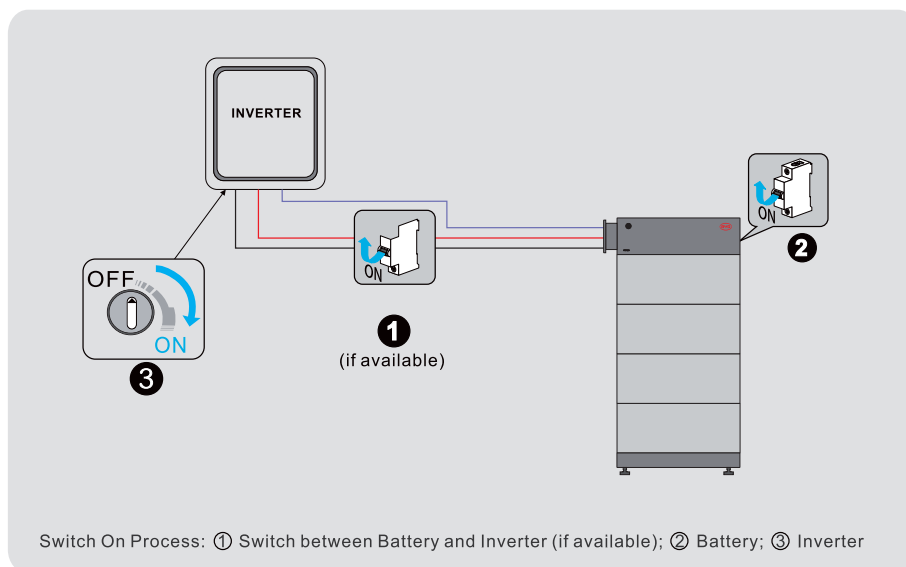 INVERTER
ON
2
OFF
ON
ON
1
(if available)
3
Switch On Process: ① Switch between Battery and Inverter (if available); ② Battery; ③ Inverter